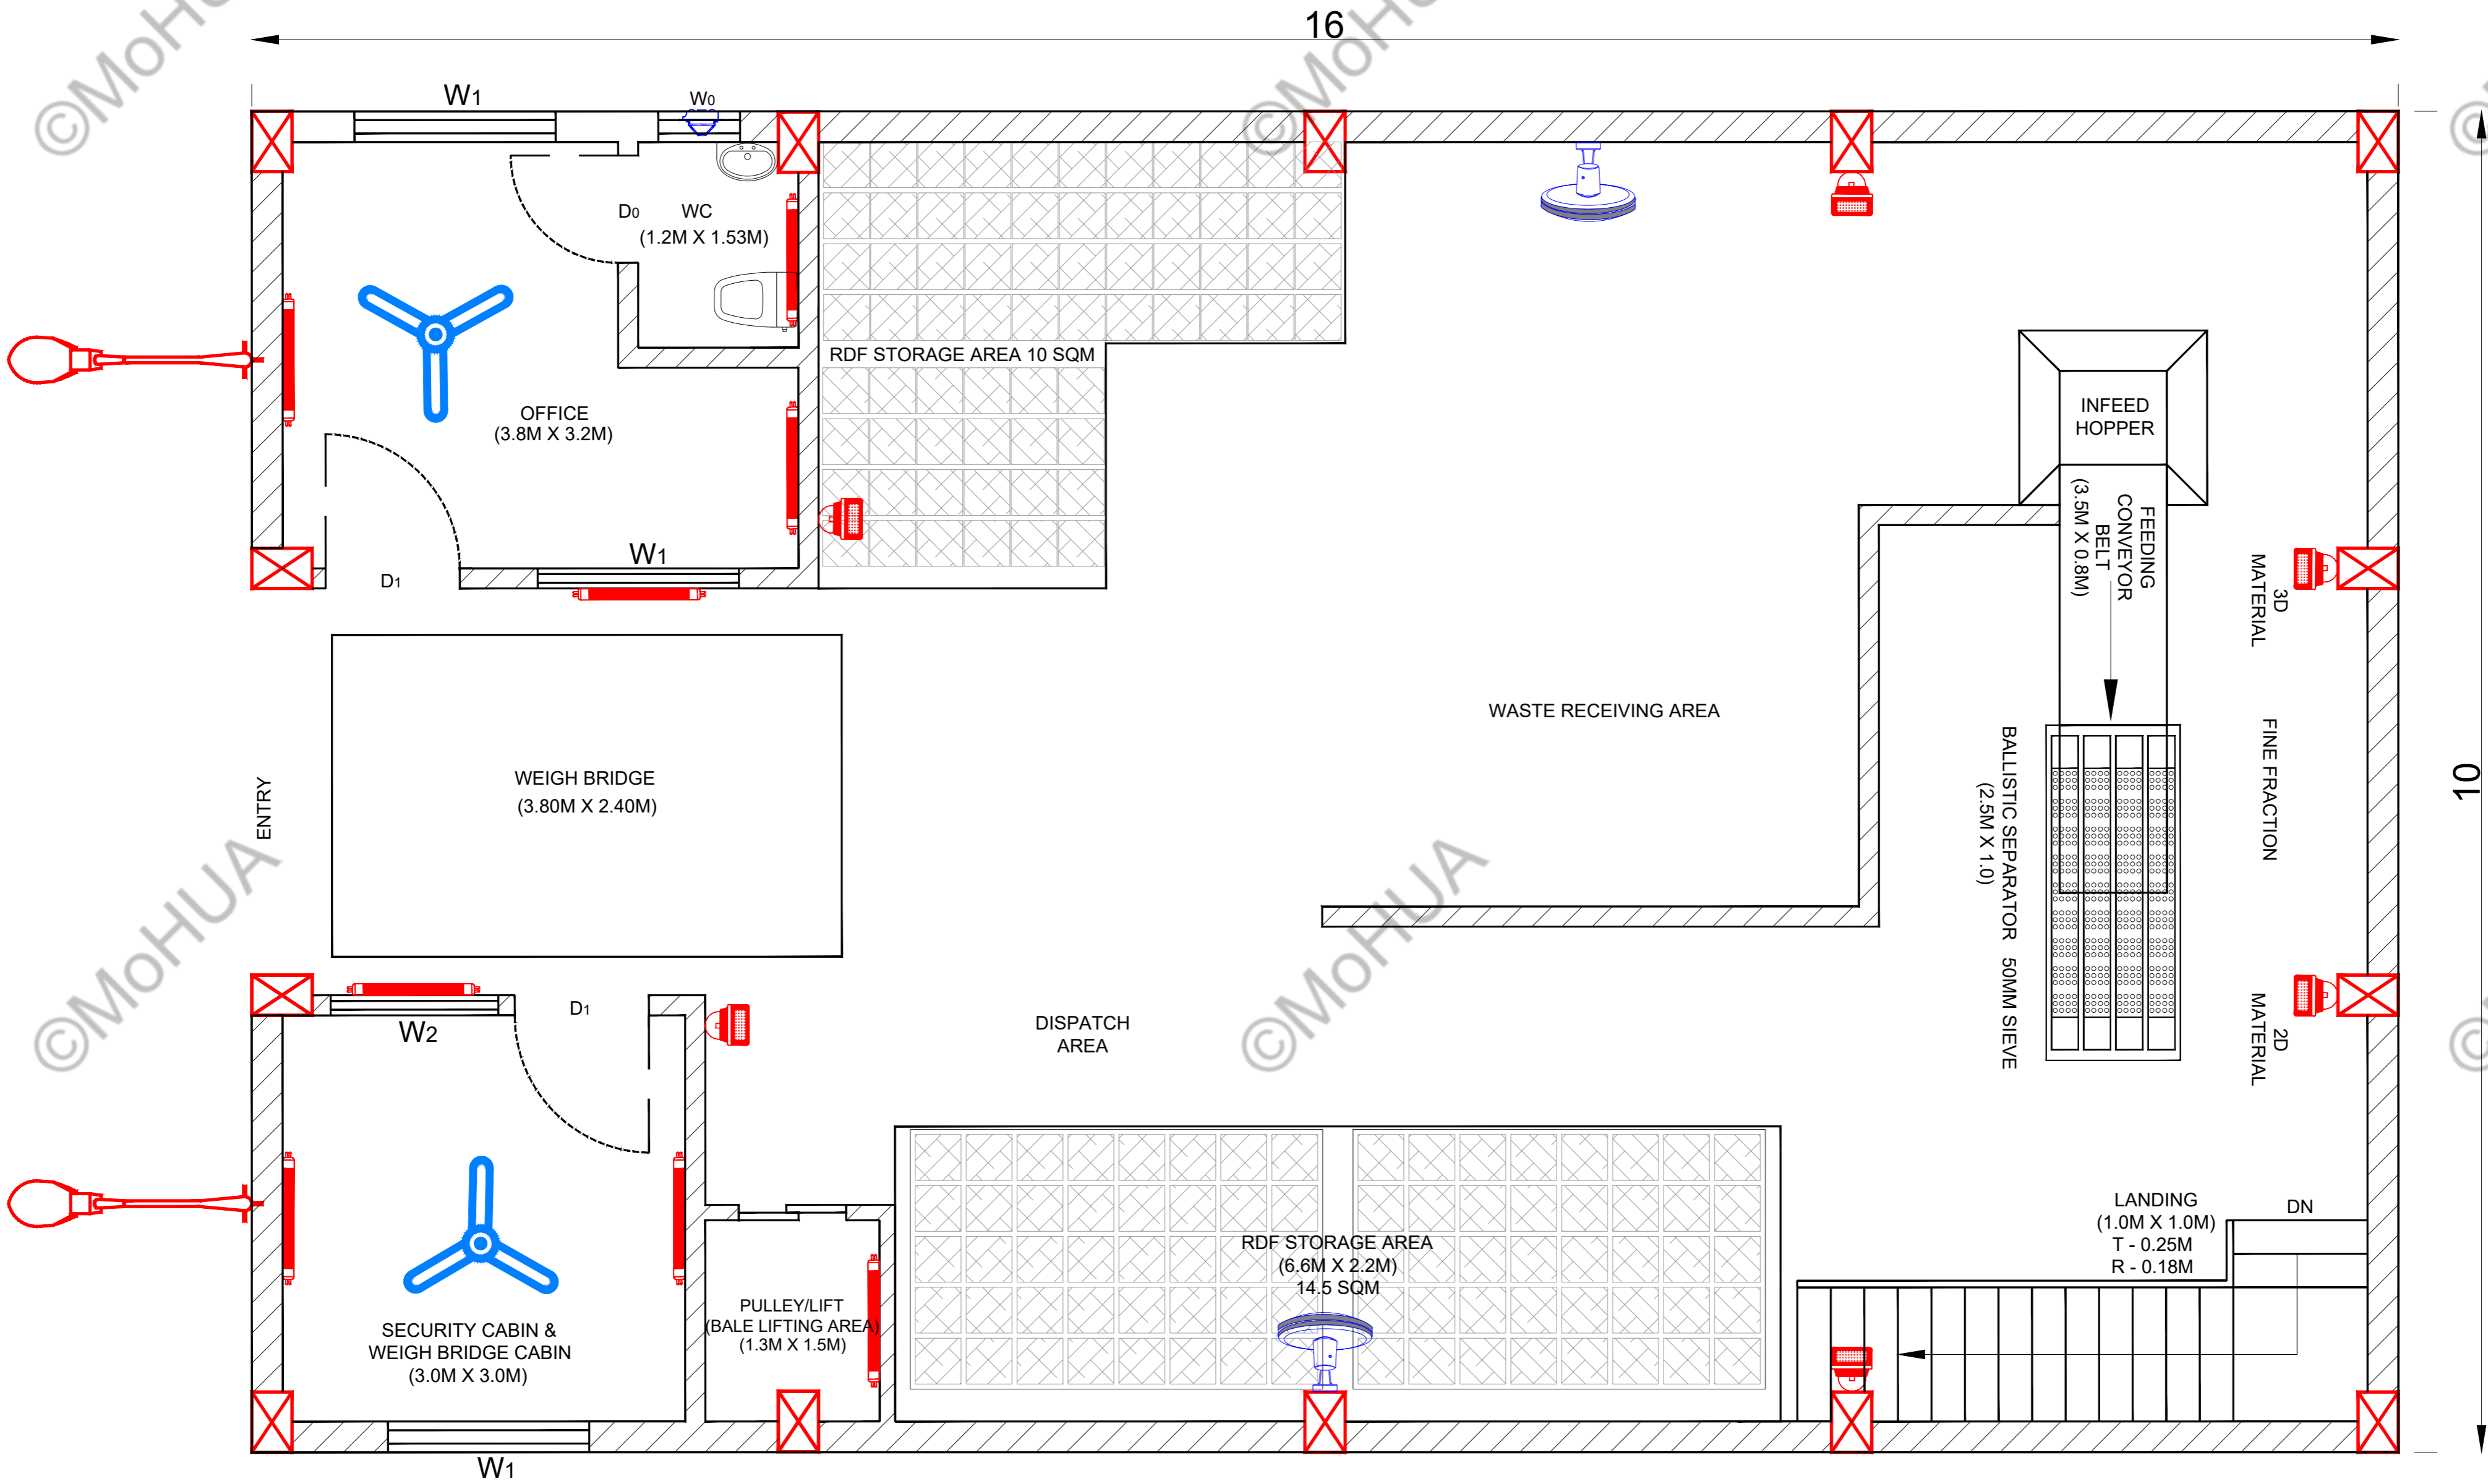 16
©MoHU
©MoHU
©
W1
W0
D0
WC
(1.2M X 1.53M)
RDF STORAGE AREA 10 SQM
OFFICE
(3.8M X 3.2M)
INFEED
HOPPER
FEEDING
CONVEYOR
BELT
(3.5M X 0.8M)
W1
D1
3D
MATERIAL
WASTE RECEIVING AREA
FINE FRACTION
10
ENTRY
WEIGH BRIDGE
(3.80M X 2.40M)
BALLISTIC SEPARATOR 50MM SIEVE
(2.5M X 1.0)
©MoHUA
©MoHUA
©
D1
W2
DISPATCH
AREA
2D
MATERIAL
LANDING
(1.0M X 1.0M)
T - 0.25M
R - 0.18M
DN
RDF STORAGE AREA
(6.6M X 2.2M)
14.5 SQM
PULLEY/LIFT
(BALE LIFTING AREA)
(1.3M X 1.5M)
SECURITY CABIN &
WEIGH BRIDGE CABIN
(3.0M X 3.0M)
W1